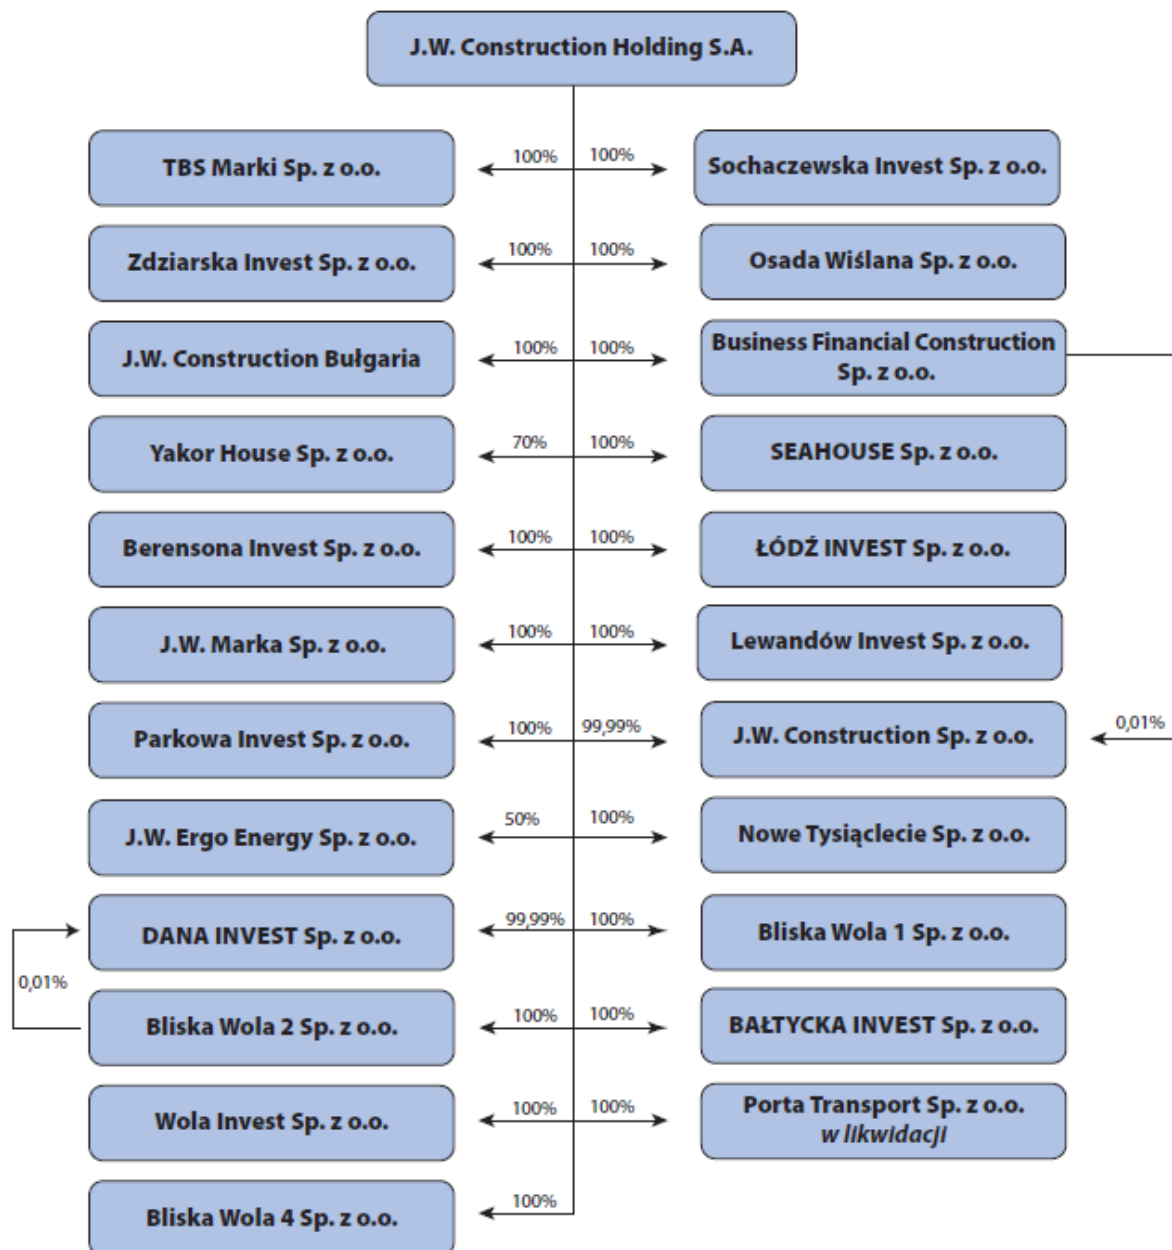 J.W. Construction Holding S.A.
TBS Marki Sp. z o.o.
100%
100%
Sochaczewska Invest Sp. z o.o.
Zdziarska Invest Sp. z o.o.
100%
100%
Osada Wiślana Sp. z o.o.
J.W. Construction Bułgaria
100%
100%
Business Financial Construction
Sp. z o.o.
Yakor House Sp. z o.o.
70%
100%
SEAHOUSE Sp. z o.o.
Berensona Invest Sp. z o.o.
100%
100%
ŁÓDŹ INVEST Sp. z o.o.
J.W. Marka Sp. z o.o.
100%
100%
Lewandów Invest Sp. z o.o.
Parkowa Invest Sp. z o.o.
100%
99,99%
J.W. Construction Sp. z o.o.
0,01%
J.W. Ergo Energy Sp. z o.o.
50%
100%
Nowe Tysiąclecie Sp. z o.o.
DANA INVEST Sp. z o.o.
99,99%
100%
Bliska Wola 1 Sp. z o.o.
0,01%
Bliska Wola 2 Sp. z o.o.
100%
100%
BAŁTYCKA INVEST Sp. z o.o.
Wola Invest Sp. z o.o.
100%
100%
Porta Transport Sp. z o.o.
w likwidacji
Bliska Wola 4 Sp. z o.o.
100%